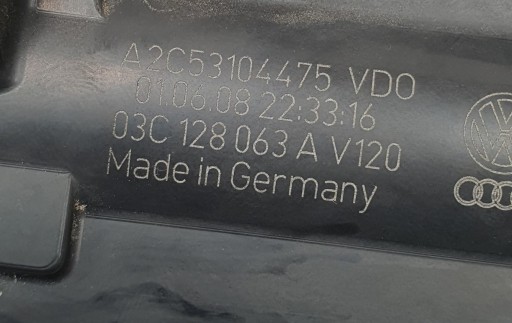 A2C53104475 VDO
01.06.08 22:33:16
03C 128 063 A V120
Made in Germany